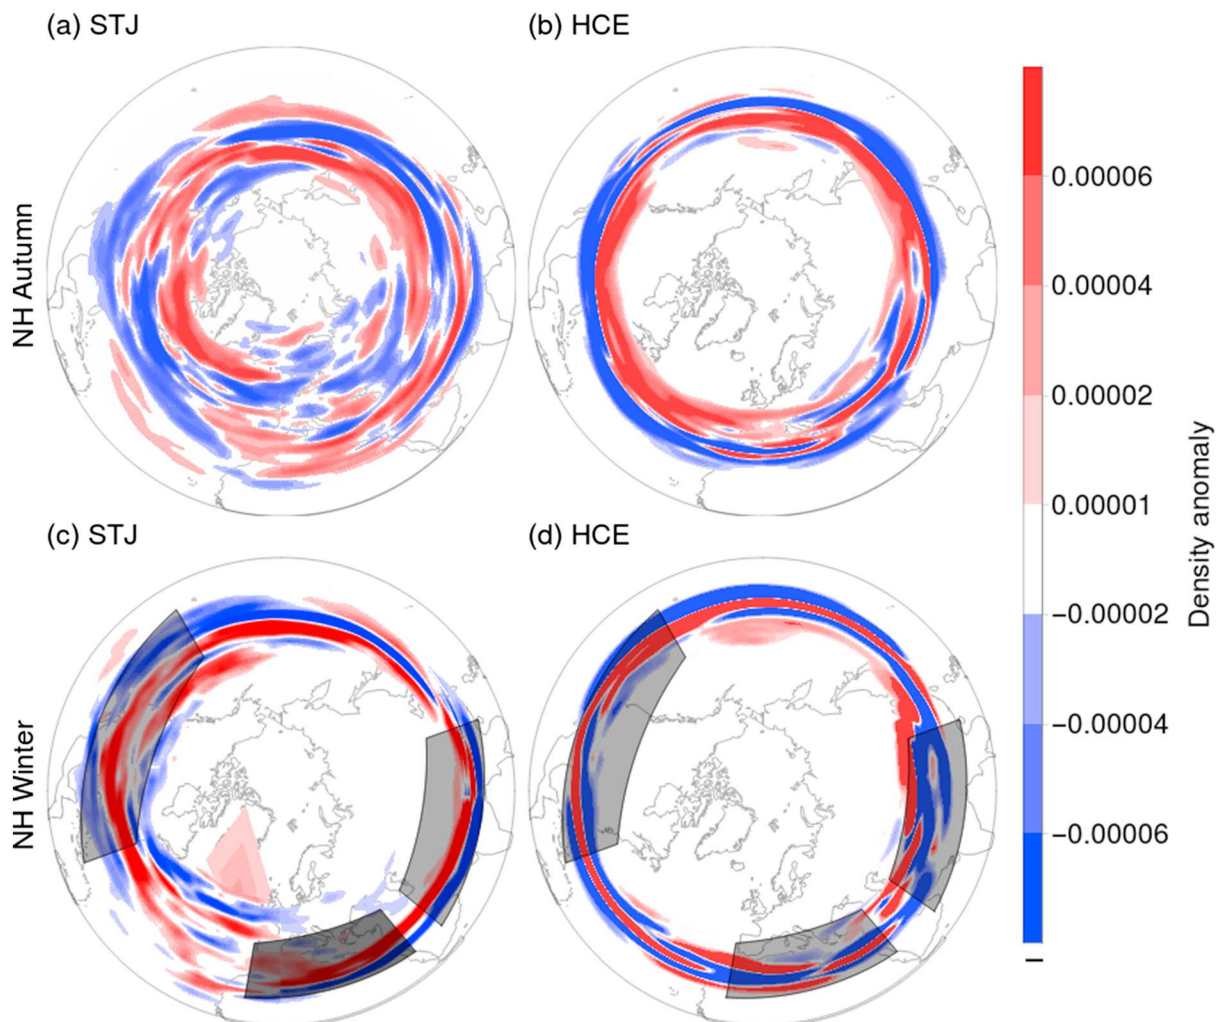 (a) STJ
(b) HCE
NH Autumn
(c) STJ
(d) HCE
NH Winter
0.00006
0.00004
0.00002
0.00001
−0.00002
−0.00004
−0.00006
–
Density anomaly